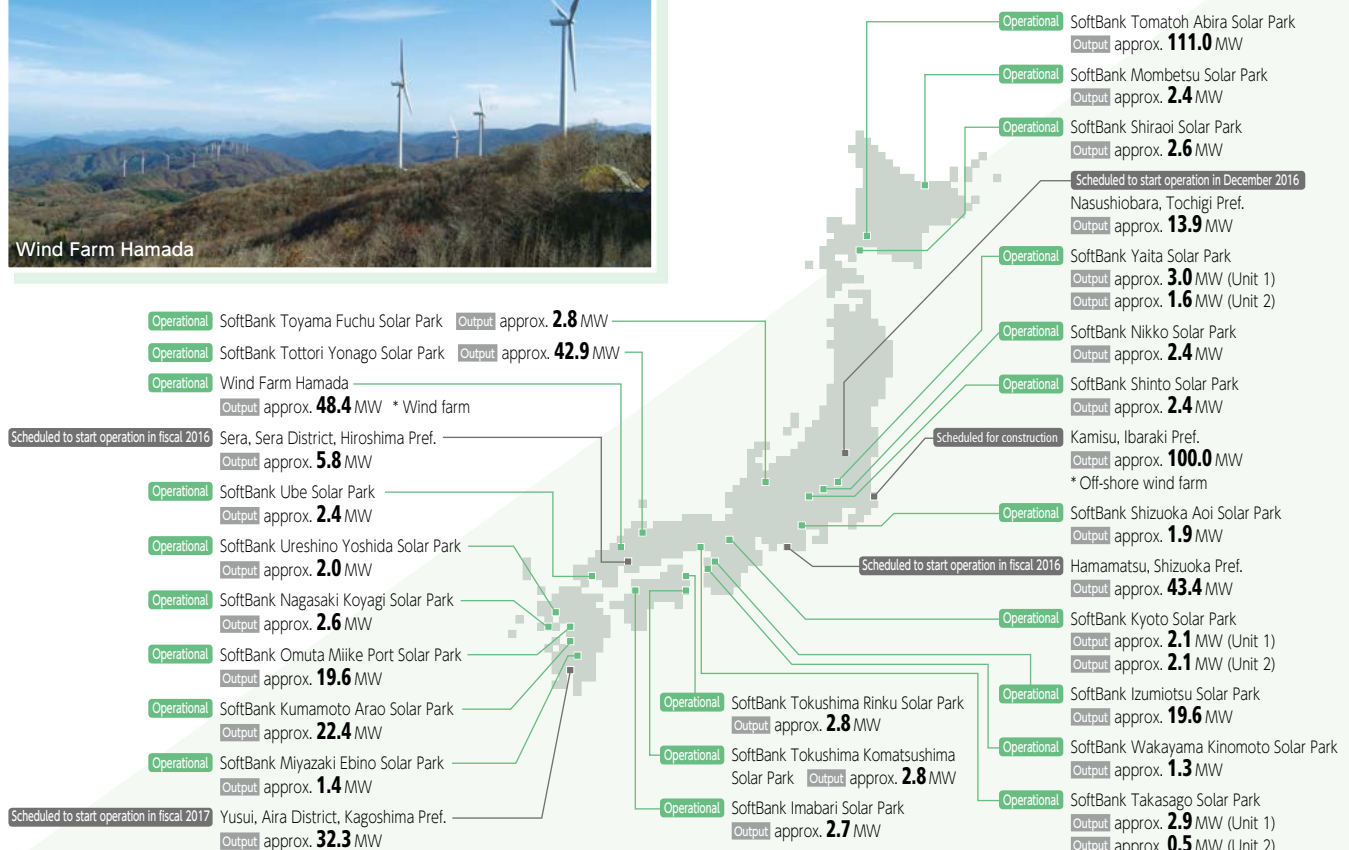 Wind Farm Hamada
Operational SoftBank Toyama Fuchu Solar Park Output approx. 2.8 MW
Operational SoftBank Tottori Yonago Solar Park Output approx. 42.9 MW
Operational Wind Farm Hamada
Output approx. 48.4 MW * Wind farm
Scheduled to start operation in fiscal 2016 Sera, Sera District, Hiroshima Pref.
Output approx. 5.8 MW
Operational SoftBank Ube Solar Park
Output approx. 2.4 MW
Operational SoftBank Ureshino Yoshida Solar Park
Output approx. 2.0 MW
Operational SoftBank Nagasaki Koyagi Solar Park
Output approx. 2.6 MW
Operational SoftBank Omuta Miike Port Solar Park
Output approx. 19.6 MW
Operational SoftBank Kumamoto Arao Solar Park
Output approx. 22.4 MW
Operational SoftBank Miyazaki Ebino Solar Park
Output approx. 1.4 MW
Scheduled to start operation in fiscal 2017 Yusui, Aira District, Kagoshima Pref.
Output approx. 32.3 MW
Operational SoftBank Tokushima Rinku Solar Park
Output approx. 2.8 MW
Operational SoftBank Tokushima Komatsushima
Solar Park Output approx. 2.8 MW
Operational SoftBank Imabari Solar Park
Output approx. 2.7 MW
Operational SoftBank Tomatoh Abira Solar Park
Output approx. 111.0 MW
Operational SoftBank Mombetsu Solar Park
Output approx. 2.4 MW
Operational SoftBank Shiraoi Solar Park
Output approx. 2.6 MW
Scheduled to start operation in December 2016
Nasushiobara, Tochigi Pref.
Output approx. 13.9 MW
Operational SoftBank Yaita Solar Park
Output approx. 3.0 MW (Unit 1)
Output approx. 1.6 MW (Unit 2)
Operational SoftBank Nikko Solar Park
Output approx. 2.4 MW
Operational SoftBank Shinto Solar Park
Output approx. 2.4 MW
Scheduled for construction Kamisu, Ibaraki Pref.
Output approx. 100.0 MW
* Off-shore wind farm
Operational SoftBank Shizuoka Aoi Solar Park
Output approx. 1.9 MW
Scheduled to start operation in fiscal 2016 Hamamatsu, Shizuoka Pref.
Output approx. 43.4 MW
Operational SoftBank Kyoto Solar Park
Output approx. 2.1 MW (Unit 1)
Output approx. 2.1 MW (Unit 2)
Operational SoftBank Izumiotsu Solar Park
Output approx. 19.6 MW
Operational SoftBank Wakayama Kinomoto Solar Park
Output approx. 1.3 MW
Operational SoftBank Takasago Solar Park
Output approx. 2.9 MW (Unit 1)
Output approx. 0.5 MW (Unit 2)